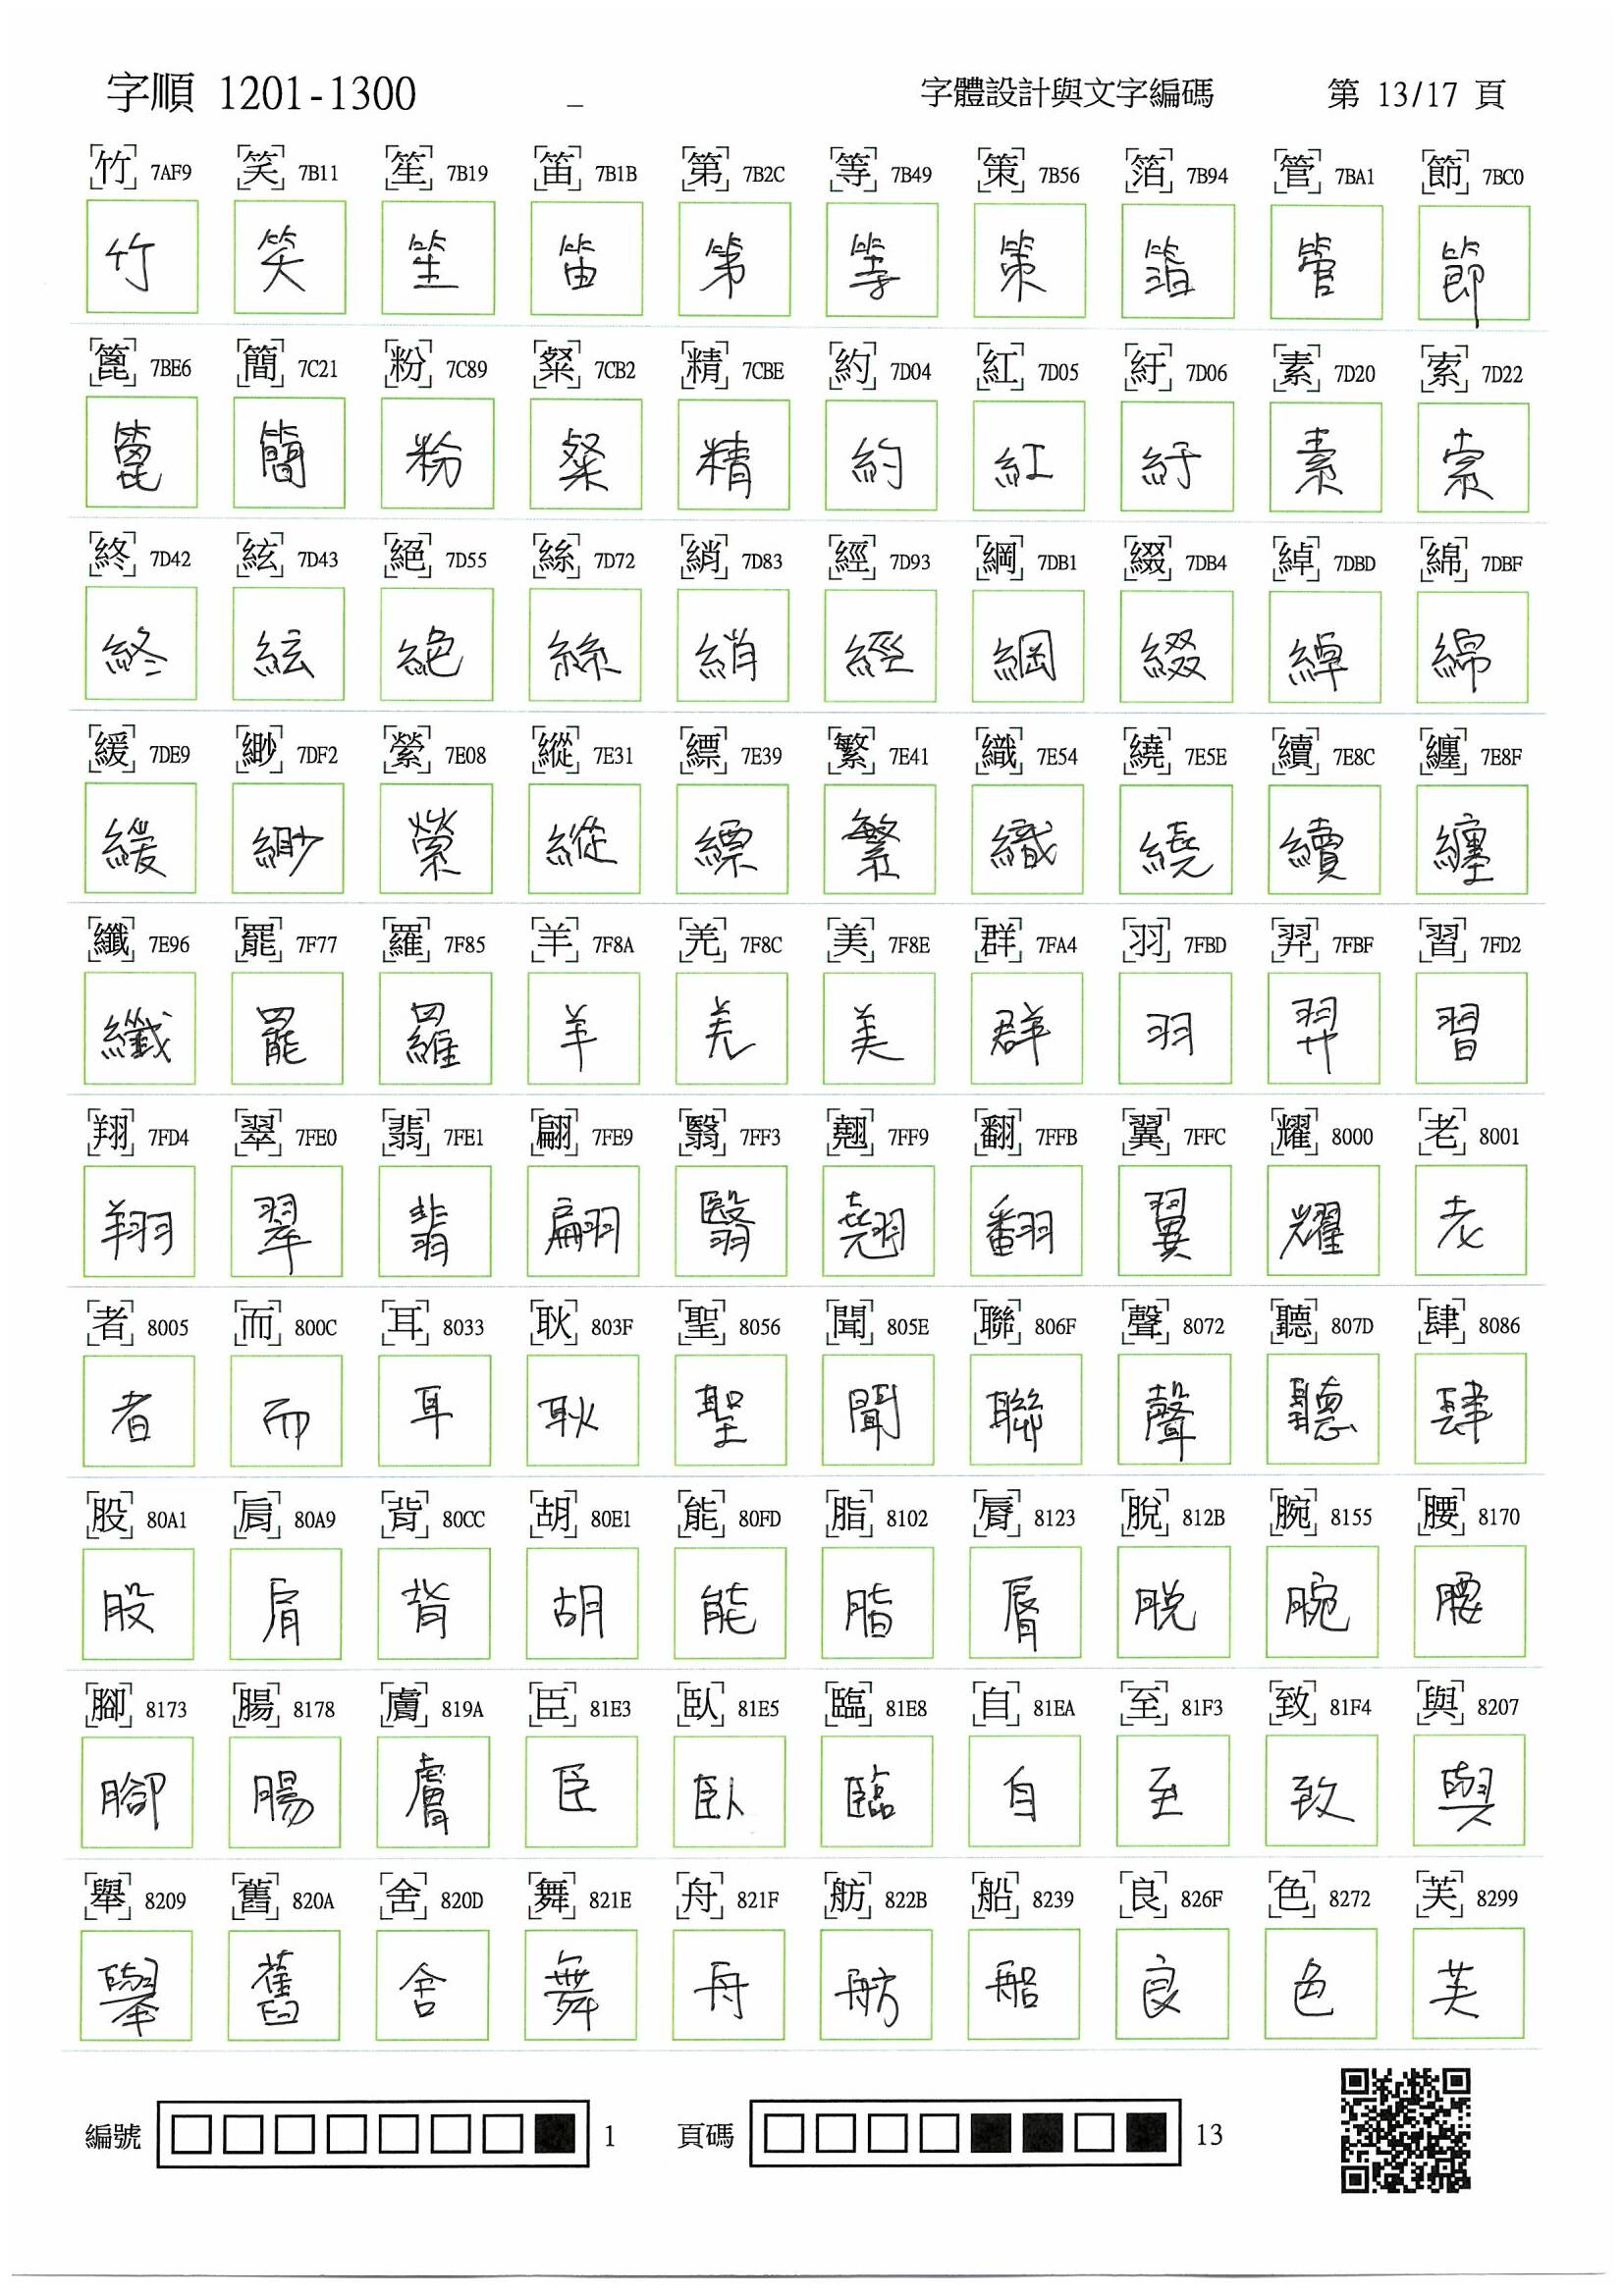 字順 1201-1300 _ 字體設計與文字編碼 第 13/17 頁
竹 7AF9 笑 7B11 笙 7B19 笛 7B1B 第 7B2C 等 7B49 策 7B56 箔 7B94 管 7BA1 節 7BC0
竹 笑 笙 笛 第 等 策 箔 管 節
篦 7BE6 簡 7C21 粉 7C89 粲 7CB2 精 7CBE 約 7D04 紅 7D05 紆 7D06 素 7D20 索 7D22
篦 簡 粉 粲 精 約 紅 紆 素 索
終 7D42 絃 7D43 絕 7D55 絲 7D72 綃 7D83 經 7D93 綱 7DB1 綴 7DB4 綽 7DBD 綿 7DBF
終 絃 絕 絲 綃 經 綱 綴 綽 綿
緩 7DE9 緲 7DF2 縈 7E08 縱 7E31 縹 7E39 繁 7E41 織 7E54 繞 7E5E 續 7E8C 纏 7E8F
緩 緲 縈 縱 縹 繁 織 繞 續 纏
纖 7E96 罷 7F77 羅 7F85 羊 7F8A 羌 7F8C 美 7F8E 群 7FA4 羽 7FBD 羿 7FBF 習 7FD2
纖 罷 羅 羊 羌 美 群 羽 羿 習
翔 7FD4 翠 7FE0 翡 7FE1 翩 7FE9 翳 7FF3 翹 7FF9 翻 7FFB 翼 7FFC 耀 8000 老 8001
翔 翠 翡 翩 翳 翹 翻 翼 耀 老
者 8005 而 800C 耳 8033 耿 803F 聖 8056 聞 805E 聯 806F 聲 8072 聽 807D 肆 8086
者 而 耳 耿 聖 聞 聯 聲 聽 肆
股 80A1 肩 80A9 背 80CC 胡 80E1 能 80FD 脂 8102 脣 8123 脫 812B 腕 8155 腰 8170
股 肩 背 胡 能 脂 脣 脫 腕 腰
腳 8173 腸 8178 膚 819A 臣 81E3 臥 81E5 臨 81E8 自 81EA 至 81F3 致 81F4 與 8207
腳 腸 膚 臣 臥 臨 自 至 致 與
舉 8209 舊 820A 舍 820D 舞 821E 舟 821F 舫 822B 船 8239 良 826F 色 8272 芙 8299
舉 舊 舍 舞 舟 舫 船 良 色 芙
編號 1 頁碼 13